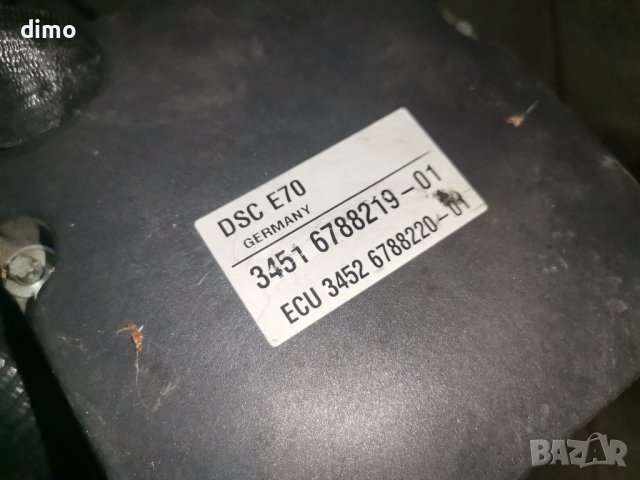 dimo
DSC E70
GERMANY
3451 6788219-01
ECU 3452 6788220-01
BAZAR